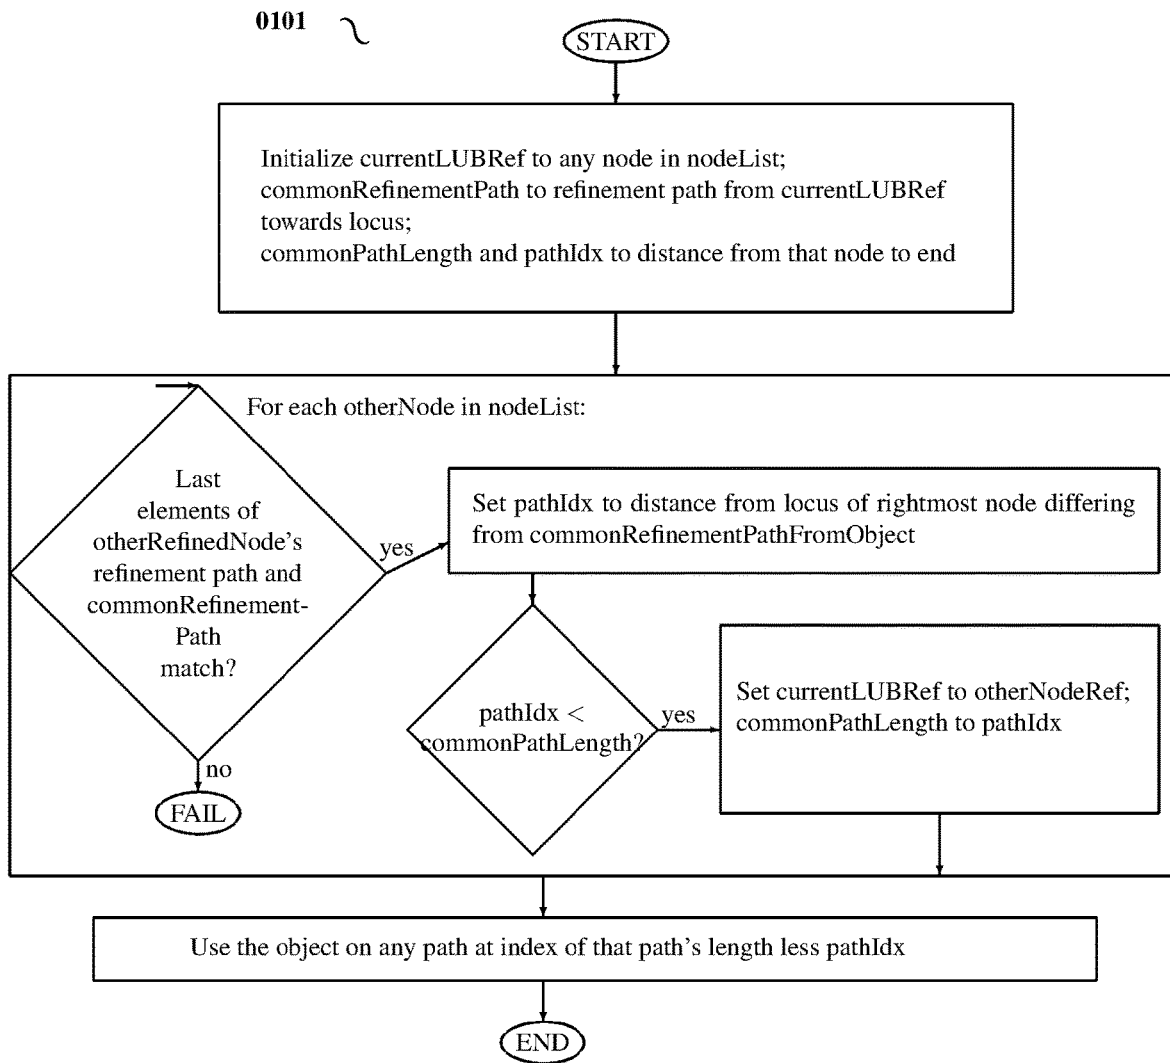 0101
START
Initialize currentLUBRef to any node in nodeList;
commonRefinementPath to refinement path from currentLUBRef
towards locus;
commonPathLength and pathIdx to distance from that node to end
For each otherNode in nodeList:
Last
elements of
otherRefinedNode's
refinement path and
commonRefinement-
Path
match?
yes
Set pathIdx to distance from locus of rightmost node differing
from commonRefinementPathFromObject
no
FAIL
pathIdx <
commonPathLength?
yes
Set currentLUBRef to otherNodeRef;
commonPathLength to pathIdx
Use the object on any path at index of that path's length less pathIdx
END